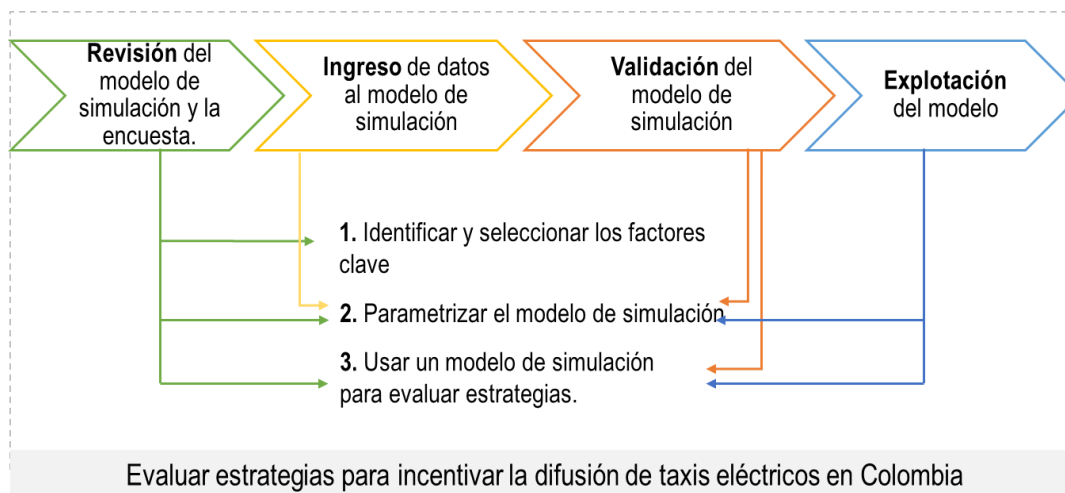 Revisión del
modelo de
simulación y la
encuesta.
Ingreso de datos
al modelo de
simulación
Validación del
modelo de
simulación
Explotación
del modelo
1. Identificar y seleccionar los factores
clave
2. Parametrizar el modelo de simulación
3. Usar un modelo de simulación
para evaluar estrategias.
Evaluar estrategias para incentivar la difusión de taxis eléctricos en Colombia